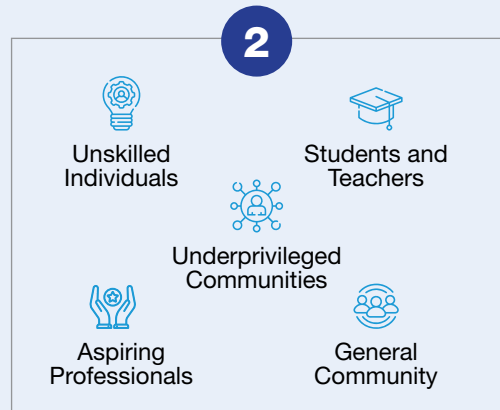 2
Unskilled
Individuals
Students and
Teachers
Underprivileged
Communities
Aspiring
Professionals
General
Community